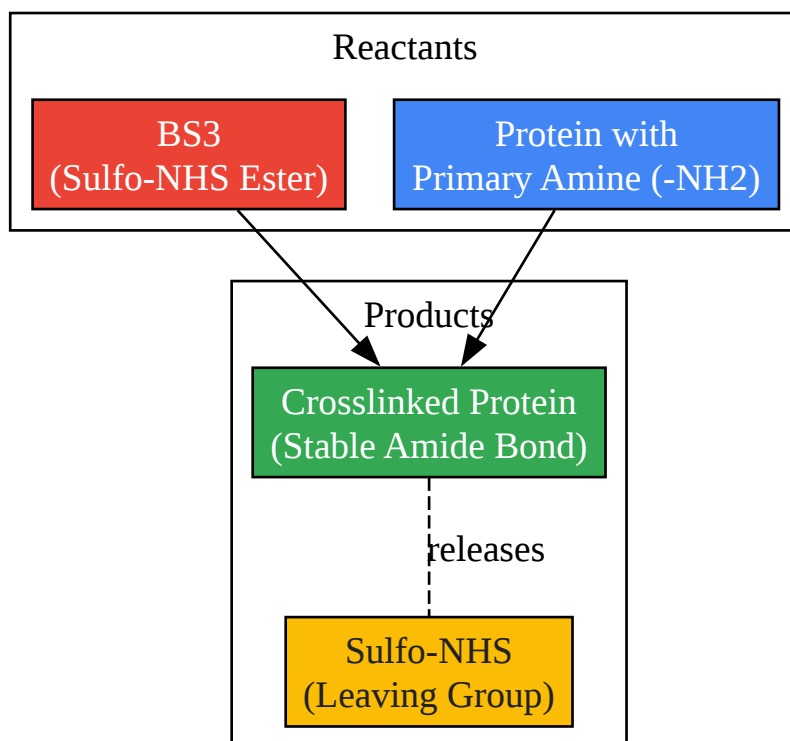 Reactants
BS3
(Sulfo-NHS Ester)
Protein with
Primary Amine (-NH2)
Products
Crosslinked Protein
(Stable Amide Bond)
releases
Sulfo-NHS
(Leaving Group)